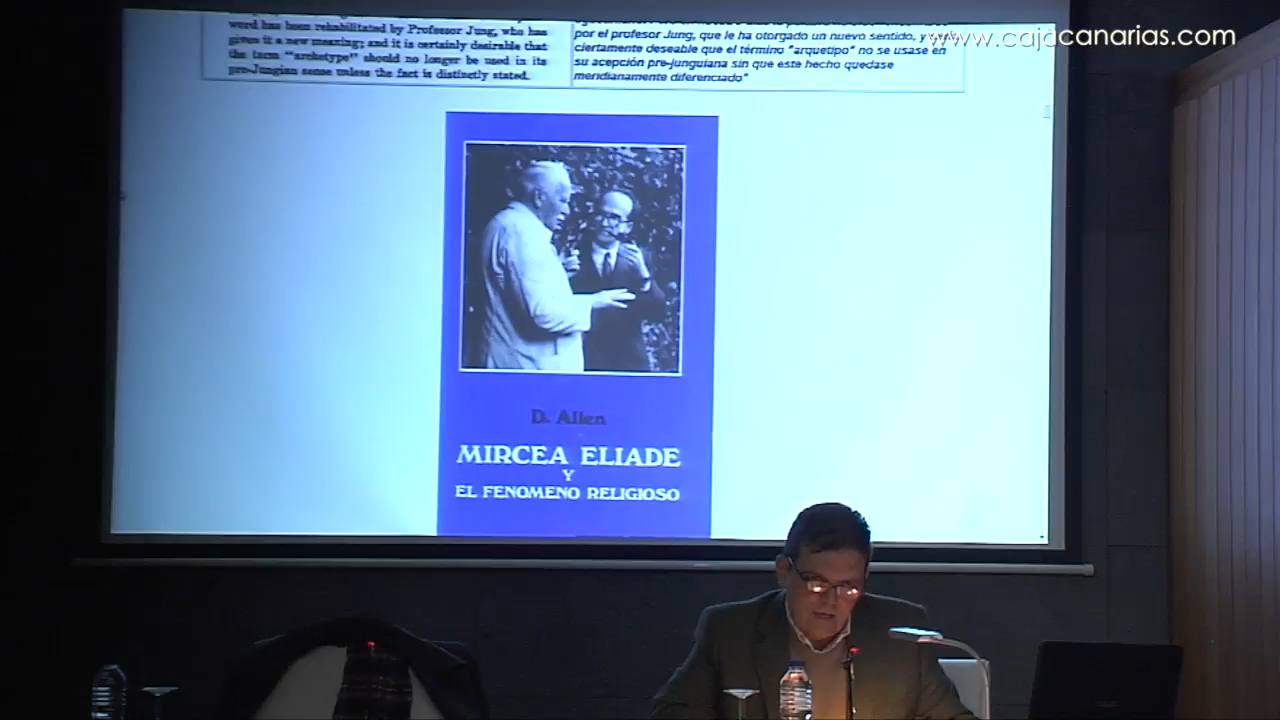 www.cajacanarias.com
word has been rehabilitated by Professor Jung, who has
given it a new meaning; and it is certainly desirable that
the term "archetype" should no longer be used in its
pre-Jungian sense unless the fact is distinctly stated.
por el profesor Jung, que le ha otorgado un nuevo sentido, y
ciertamente deseable que el término "arquetipo" no se usase en
su acepción pre-junguiana sin que este hecho quedase
meridianamente diferenciado"
D. Allen
MIRCEA ELIADE
Y
EL FENOMENO RELIGIOSO